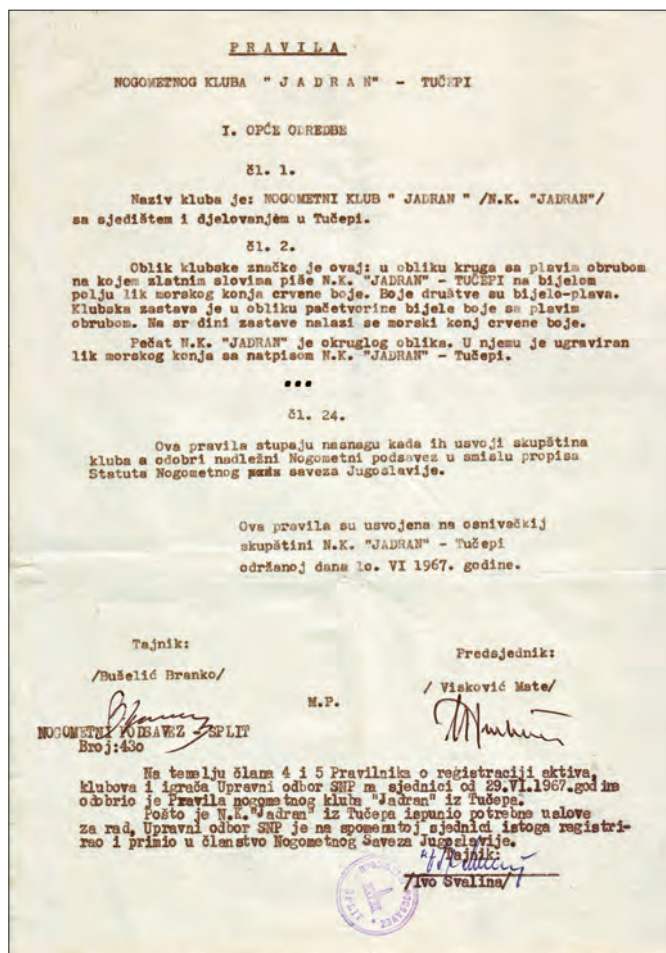 P R A V I L A
NOGOMETNOG KLUBA " J A D R A N" - TUČEPI
I. OPĆE ODREDBE
čl. 1.
Naziv kluba je: NOGOMETNI KLUB " JADRAN " /N.K. "JADRAN"/
sa sjedištem i djelovanjem u Tučepi.
čl. 2.
Oblik klubske značke je ovaj: u obliku kruga sa plavim obrubom
na kojem zlatnim slovima piše N.K. "JADRAN" - TUČEPI na bijelom
polju lik morskog konja crvene boje. Boje društve su bijelo-plava.
Klubska zastava je u obliku pačetvorine bijele boje sa plavim
obrubom. Na sr dini zastave nalazi se morski konj crvene boje.
Pečat N.K. "JADRAN" je okruglog oblika. U njemu je ugraviran
lik morskog konja sa natpisom N.K. "JADRAN" - Tučepi.
•••
čl. 24.
Ova pravila stupaju nasnagu kada ih usvoji skupština
kluba a odobri nadležni Nogometni podsavez u smislu propisa
Statuta Nogometnog saveza Jugoslavije.
Ova pravila su usvojena na osnivačkij
skupštini N.K. "JADRAN" - Tučepi
održanoj dana 1o. VI 1967. godine.
Tajnik:
Predsjednik:
/Bušelić Branko/
/ Visković Mate/
M.P.
NOGOMETNI PODSAVEZ SPLIT
Broj:43o
Na temelju člana 4 i 5 Pravilnika o registraciji aktiva,
klubova i igrača Upravni odbor SNP na sjednici od 29.VI.1967.godine
odobrio je Pravila nogometnog kluba "Jadran" iz Tučepa.
Pošto je N.K."Jadran" iz Tučepa ispunio potrebne uslove
za rad, Upravni odbor SNP je na spomenutoj sjednici istoga registri-
rao i primio u članstvo Nogometnog Saveza Jugoslavije.
Tajnik:
/Ivo Svalina/
SPLIT